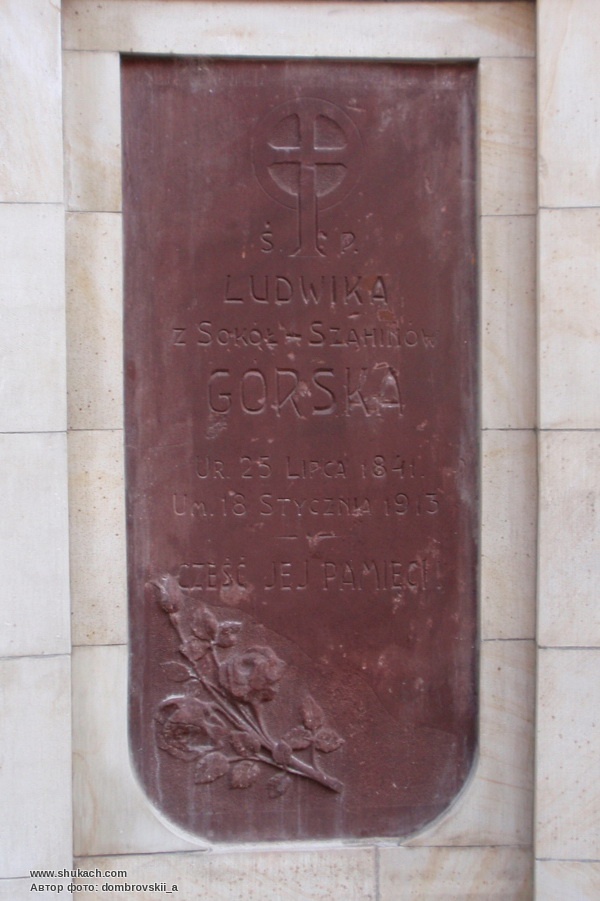 Ś. P.
LUDWIKA
Z SOKÓŁ-SZAHINÓW
GÓRSKA
UR. 25 LIPCA 1841.
UM. 18 STYCZNIA 1913
CZEŚĆ JEJ PAMIĘCI!
www.shukach.com
Автор фото: dombrovskii_a